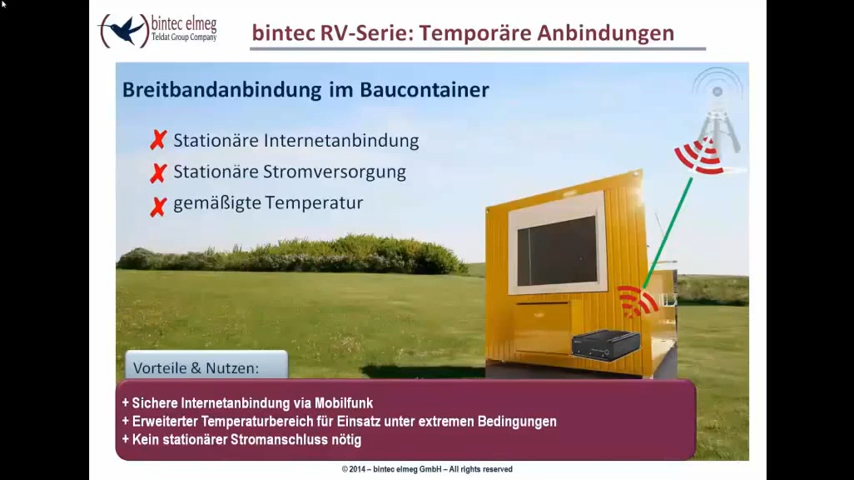 bintec elmeg
Teldat Group Company
bintec RV-Serie: Temporäre Anbindungen
Breitbandanbindung im Baucontainer
✘ Stationäre Internetanbindung
✘ Stationäre Stromversorgung
✘ gemäßigte Temperatur
Vorteile & Nutzen:
+ Sichere Internetanbindung via Mobilfunk
+ Erweiterter Temperaturbereich für Einsatz unter extremen Bedingungen
+ Kein stationärer Stromanschluss nötig
© 2014 – bintec elmeg GmbH – All rights reserved